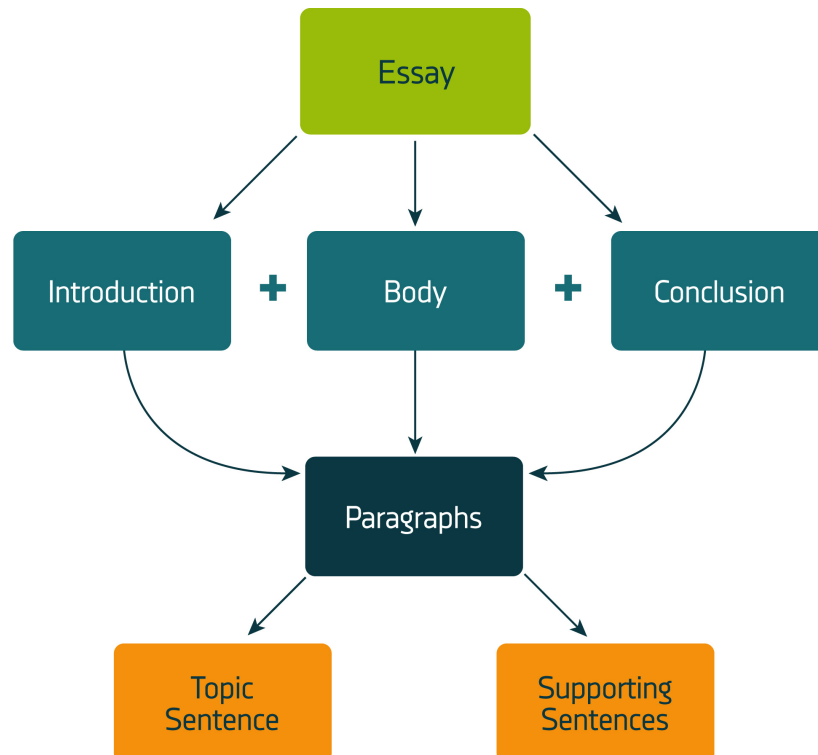 Essay
Introduction + Body + Conclusion
Paragraphs
Topic
Sentence
Supporting
Sentences